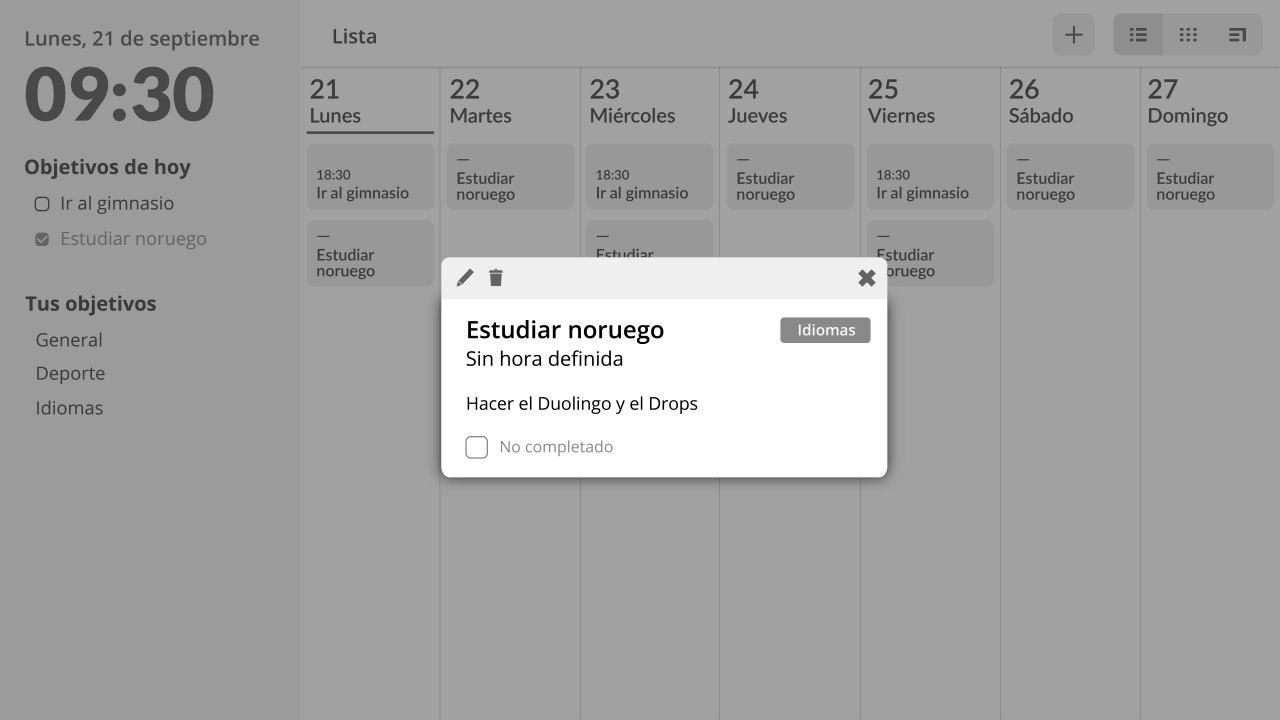 Lunes, 21 de septiembre
09:30
Objetivos de hoy
Ir al gimnasio
Estudiar noruego
Tus objetivos
General
Deporte
Idiomas
Lista
21
Lunes
18:30
Ir al gimnasio
—
Estudiar
noruego
22
Martes
—
Estudiar
noruego
23
Miércoles
18:30
Ir al gimnasio
—
Estudiar
24
Jueves
—
Estudiar
noruego
25
Viernes
18:30
Ir al gimnasio
—
Estudiar
noruego
26
Sábado
—
Estudiar
noruego
27
Domingo
—
Estudiar
noruego
Estudiar noruego
Idiomas
Sin hora definida
Hacer el Duolingo y el Drops
No completado